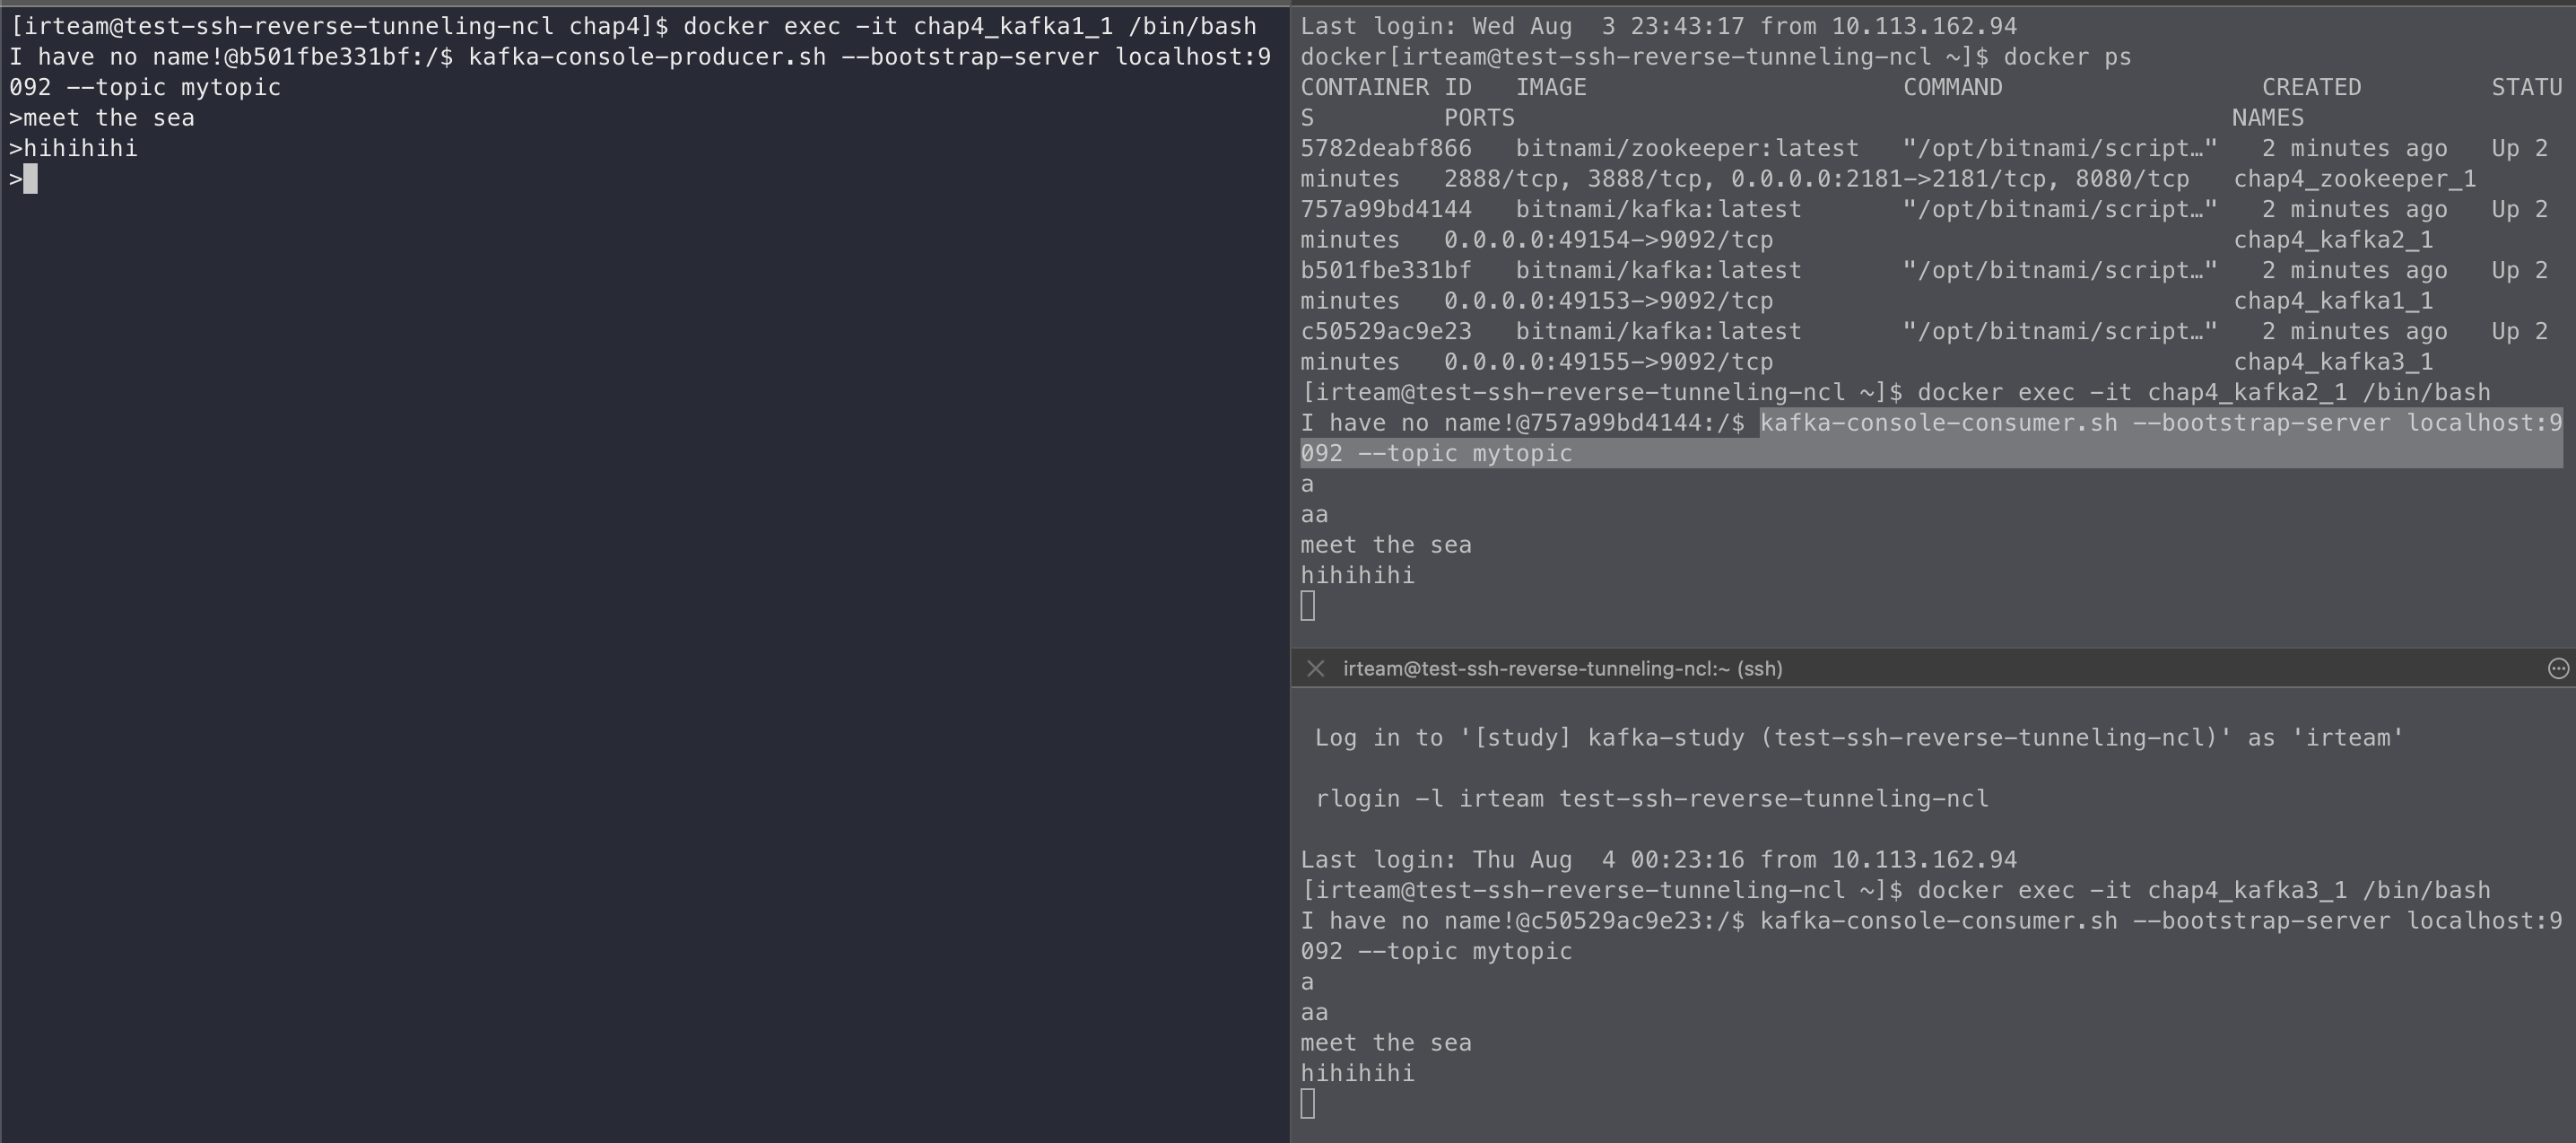 [irteam@test-ssh-reverse-tunneling-ncl chap4]$ docker exec -it chap4_kafka1_1 /bin/bash
I have no name!@b501fbe331bf:/$ kafka-console-producer.sh --bootstrap-server localhost:9
092 --topic mytopic
>meet the sea
>hihihihi
>
Last login: Wed Aug  3 23:43:17 from 10.113.162.94
docker[irteam@test-ssh-reverse-tunneling-ncl ~]$ docker ps
CONTAINER ID   IMAGE                      COMMAND                  CREATED         STATU
S         PORTS                                                  NAMES
5782deabf866   bitnami/zookeeper:latest   "/opt/bitnami/script…"   2 minutes ago   Up 2
minutes   2888/tcp, 3888/tcp, 0.0.0.0:2181->2181/tcp, 8080/tcp   chap4_zookeeper_1
757a99bd4144   bitnami/kafka:latest       "/opt/bitnami/script…"   2 minutes ago   Up 2
minutes   0.0.0.0:49154->9092/tcp                                chap4_kafka2_1
b501fbe331bf   bitnami/kafka:latest       "/opt/bitnami/script…"   2 minutes ago   Up 2
minutes   0.0.0.0:49153->9092/tcp                                chap4_kafka1_1
c50529ac9e23   bitnami/kafka:latest       "/opt/bitnami/script…"   2 minutes ago   Up 2
minutes   0.0.0.0:49155->9092/tcp                                chap4_kafka3_1
[irteam@test-ssh-reverse-tunneling-ncl ~]$ docker exec -it chap4_kafka2_1 /bin/bash
I have no name!@757a99bd4144:/$ kafka-console-consumer.sh --bootstrap-server localhost:9
092 --topic mytopic
a
aa
meet the sea
hihihihi
irteam@test-ssh-reverse-tunneling-ncl:~ (ssh)
Log in to '[study] kafka-study (test-ssh-reverse-tunneling-ncl)' as 'irteam'
rlogin -l irteam test-ssh-reverse-tunneling-ncl
Last login: Thu Aug  4 00:23:16 from 10.113.162.94
[irteam@test-ssh-reverse-tunneling-ncl ~]$ docker exec -it chap4_kafka3_1 /bin/bash
I have no name!@c50529ac9e23:/$ kafka-console-consumer.sh --bootstrap-server localhost:9
092 --topic mytopic
a
aa
meet the sea
hihihihi